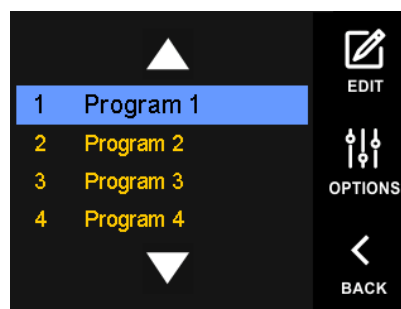 EDIT
1 Program 1
2 Program 2
3 Program 3
OPTIONS
4 Program 4
BACK